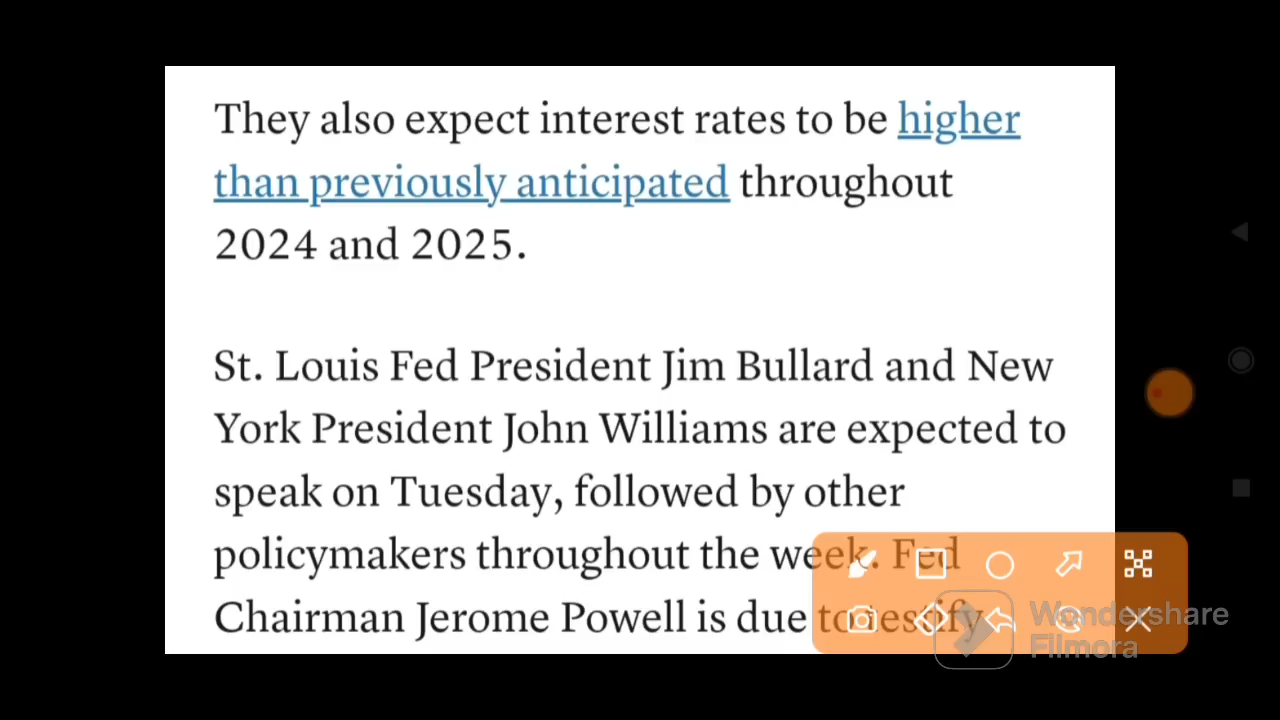 They also expect interest rates to be higher
than previously anticipated throughout
2024 and 2025.
St. Louis Fed President Jim Bullard and New
York President John Williams are expected to
speak on Tuesday, followed by other
policymakers throughout the week. Fed
Chairman Jerome Powell is due to testify
Wondershare
Filmora